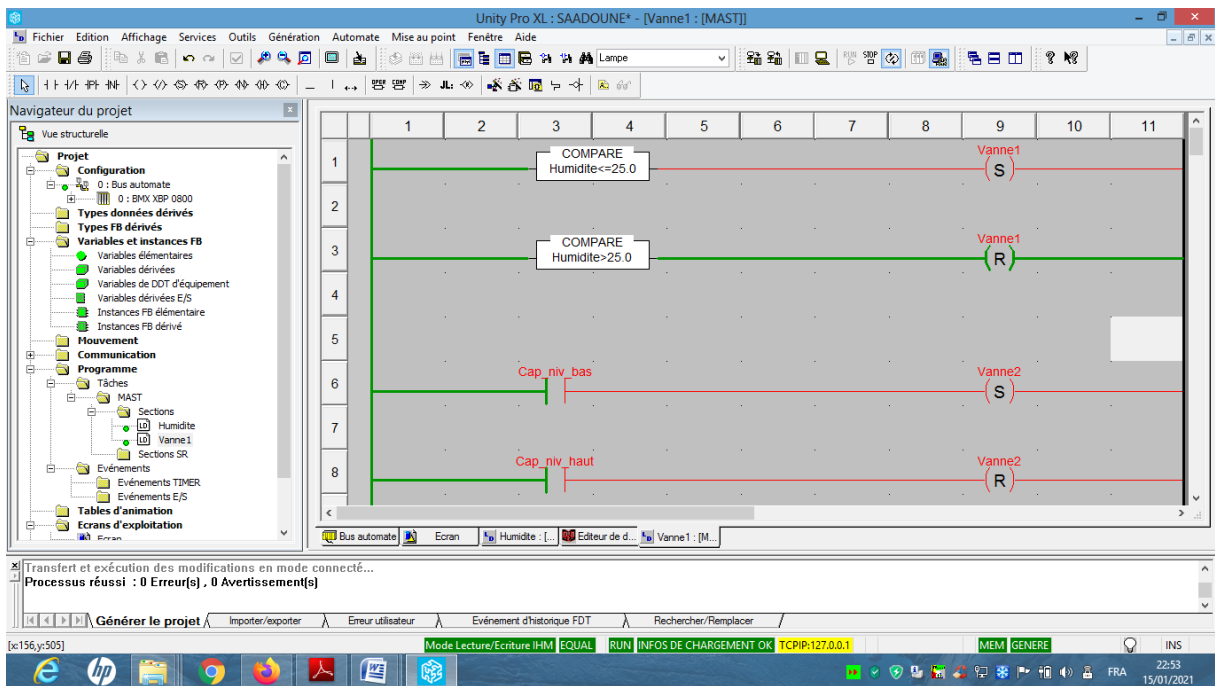 Unity Pro XL : SAADOUNE* - [Vanne1 : [MAST]]
Fichier Edition Affichage Services Outils Génération Automate Mise au point Fenêtre Aide
Lampe
Navigateur du projet
Vue structurelle
Projet
Configuration
0 : Bus automate
0 : BMX XBP 0800
Types données dérivés
Types FB dérivés
Variables et instances FB
Variables élémentaires
Variables dérivées
Variables de DDT d'équipement
Variables dérivées E/S
Instances FB élémentaire
Instances FB dérivé
Mouvement
Communication
Programme
Tâches
MAST
Sections
Humidite
Vanne1
Sections SR
Evénements
Evénements TIMER
Evénements E/S
Tables d'animation
Ecrans d'exploitation
Ecran
1 2 3 4 5 6 7 8 9 10 11
1
COMPARE
Humidite<=25.0
Vanne1
S
2
3
COMPARE
Humidite>25.0
Vanne1
R
4
5
6
Cap_niv_bas
Vanne2
S
7
8
Cap_niv_haut
Vanne2
R
Bus automate Ecran Humidite : [... Editeur de d... Vanne1 : [M...
Transfert et exécution des modifications en mode connecté...
Processus réussi : 0 Erreur(s) , 0 Avertissement(s)
Générer le projet Importer/exporter Erreur utilisateur Evénement d'historique FDT Rechercher/Remplacer
[x:156,y:505] Mode Lecture/Ecriture IHM EQUAL RUN INFOS DE CHARGEMENT OK TCPIP:127.0.0.1 MEM GENERE INS
FRA
22:53
15/01/2021